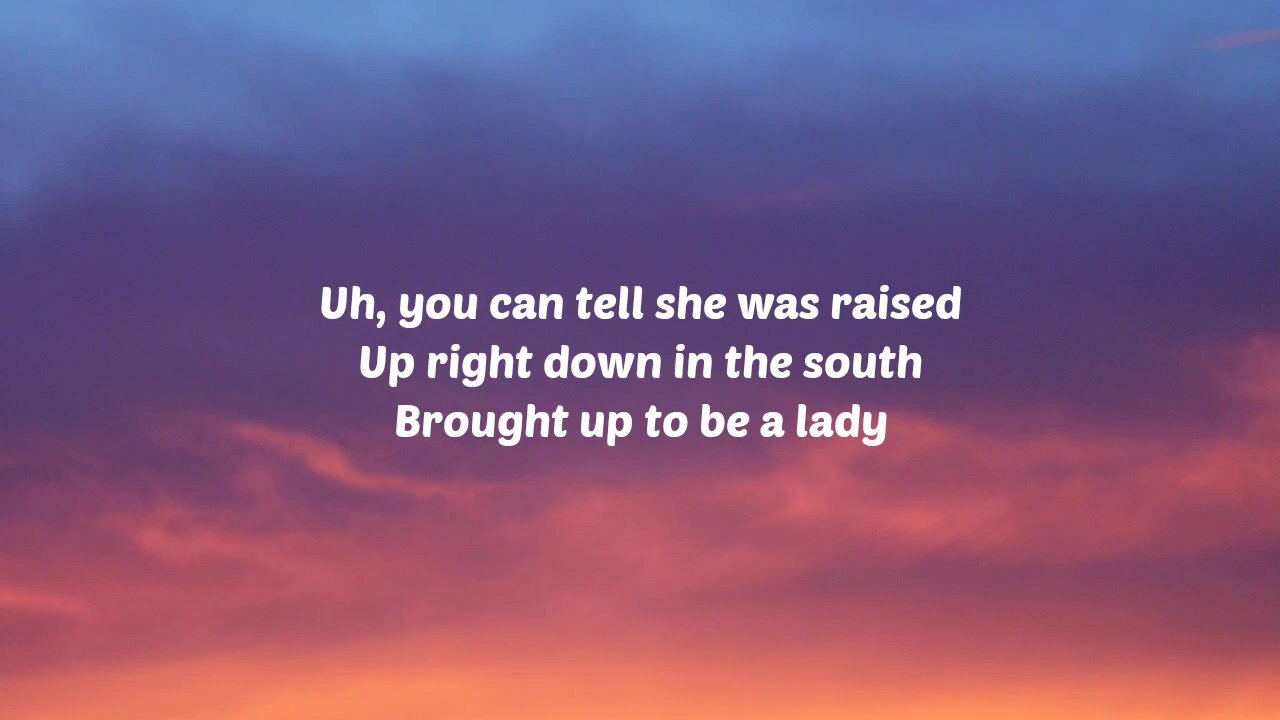 Uh, you can tell she was raised
Up right down in the south
Brought up to be a lady